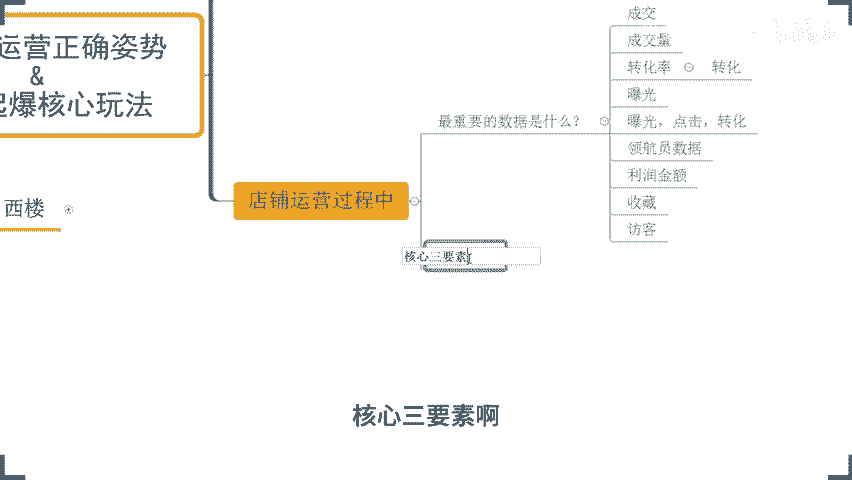 运营正确姿势
&
爆核心玩法
西楼
店铺运营过程中
最重要的数据是什么？
成交
成交量
转化率
转化
曝光
曝光，点击，转化
领航员数据
利润金额
收藏
访客
核心三要素
核心三要素啊